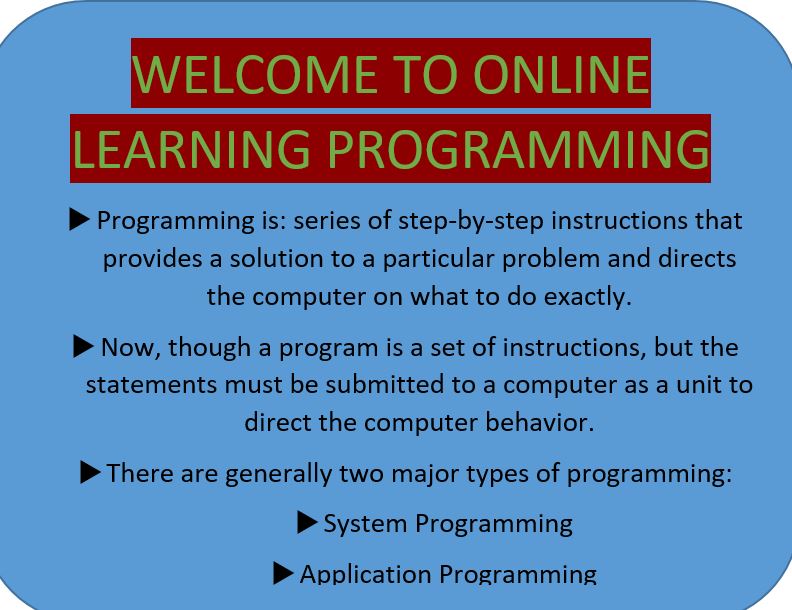 WELCOME TO ONLINE
LEARNING PROGRAMMING
▶ Programming is: series of step-by-step instructions that
provides a solution to a particular problem and directs
the computer on what to do exactly.
▶ Now, though a program is a set of instructions, but the
statements must be submitted to a computer as a unit to
direct the computer behavior.
▶ There are generally two major types of programming:
▶ System Programming
▶ Application Programming